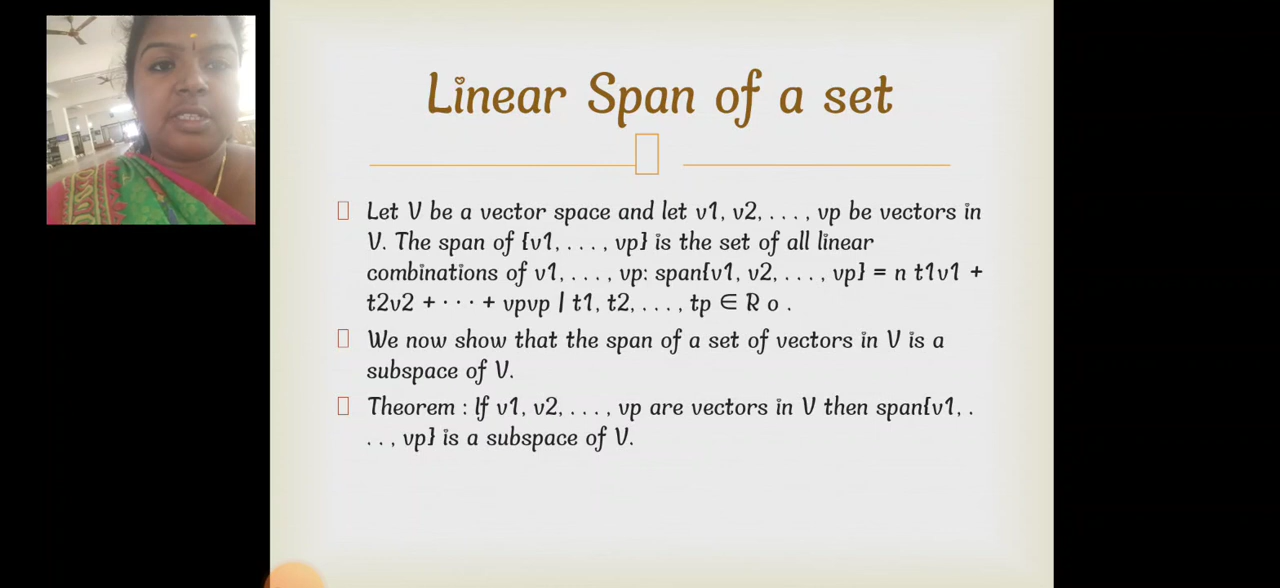 Linear Span of a set
Let V be a vector space and let v1, v2, . . . , vp be vectors in
V. The span of {v1, . . . , vp} is the set of all linear
combinations of v1, . . . , vp: span{v1, v2, . . . , vp} = n t1v1 +
t2v2 + · · · + vpvp | t1, t2, . . . , tp ∈ R o .
We now show that the span of a set of vectors in V is a
subspace of V.
Theorem : If v1, v2, . . . , vp are vectors in V then span{v1, .
. . , vp} is a subspace of V.